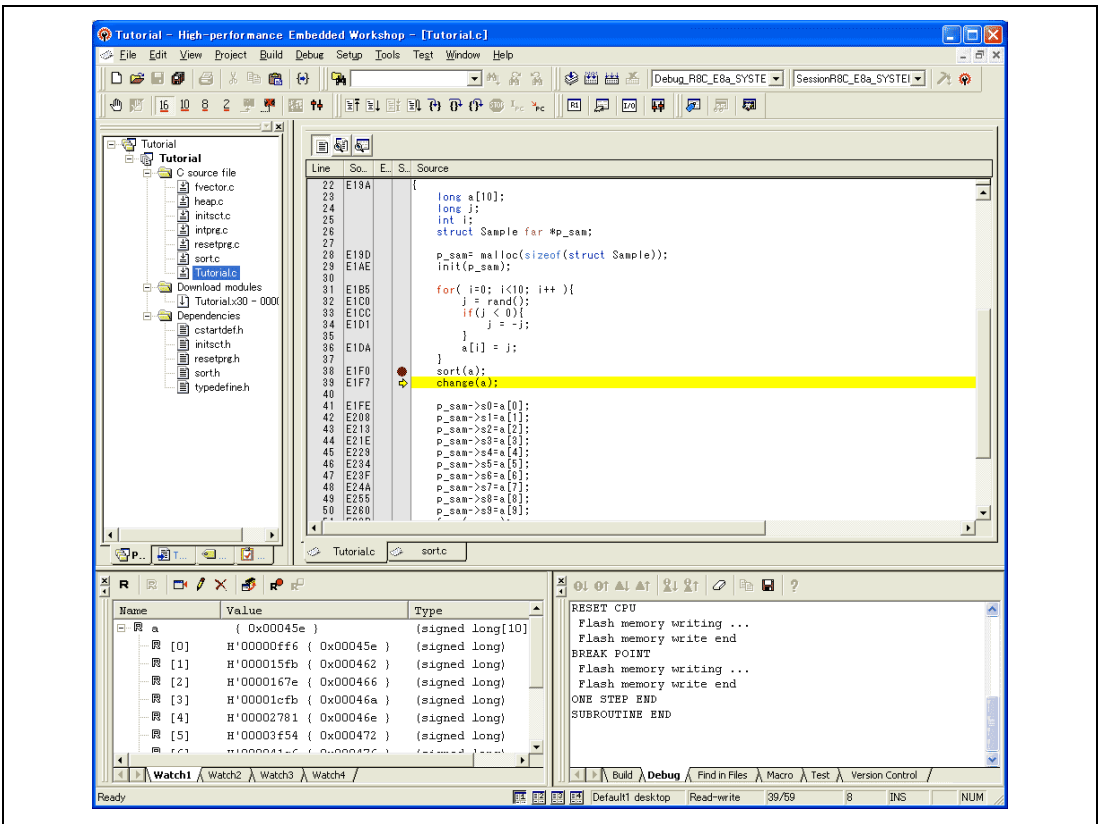 Tutorial - High-performance Embedded Workshop - [Tutorial.c]
File Edit View Project Build Debug Setup Tools Test Window Help
Debug_R8C_E8a_SYSTE SessionR8C_E8a_SYSTEI
16 10 8 2
Tutorial
Tutorial
C source file
fvector.c
heap.c
initsct.c
intprg.c
resetprg.c
sort.c
Tutorial.c
Download modules
Tutorial.x30 - 0000
Dependencies
cstartdef.h
initsct.h
resetprg.h
sort.h
typedefine.h
P... T...
Line So... E... S... Source
22 E19A {
23 long a[10];
24 long j;
25 int i;
26 struct Sample far *p_sam;
27
28 E19D p_sam= malloc(sizeof(struct Sample));
29 E1AE init(p_sam);
30
31 E1B5 for( i=0; i<10; i++ ){
32 E1C0 j = rand();
33 E1CC if(j < 0){
34 E1D1 j = -j;
35 }
36 E1DA a[i] = j;
37 }
38 E1F0 sort(a);
39 E1F7 change(a);
40
41 E1FE p_sam->s0=a[0];
42 E208 p_sam->s1=a[1];
43 E213 p_sam->s2=a[2];
44 E21E p_sam->s3=a[3];
45 E229 p_sam->s4=a[4];
46 E234 p_sam->s5=a[5];
47 E23F p_sam->s6=a[6];
48 E24A p_sam->s7=a[7];
49 E255 p_sam->s8=a[8];
50 E260 p_sam->s9=a[9];
Tutorial.c sort.c
Name Value Type
a { 0x00045e } (signed long[10]
[0] H'00000ff6 { 0x00045e } (signed long)
[1] H'000015fb { 0x000462 } (signed long)
[2] H'0000167e { 0x000466 } (signed long)
[3] H'00001cfb { 0x00046a } (signed long)
[4] H'00002781 { 0x00046e } (signed long)
[5] H'00003f54 { 0x000472 } (signed long)
Watch1 Watch2 Watch3 Watch4
RESET CPU
Flash memory writing ...
Flash memory write end
BREAK POINT
Flash memory writing ...
Flash memory write end
ONE STEP END
SUBROUTINE END
Build Debug Find in Files Macro Test Version Control
Ready Default1 desktop Read-write 39/59 8 INS NUM